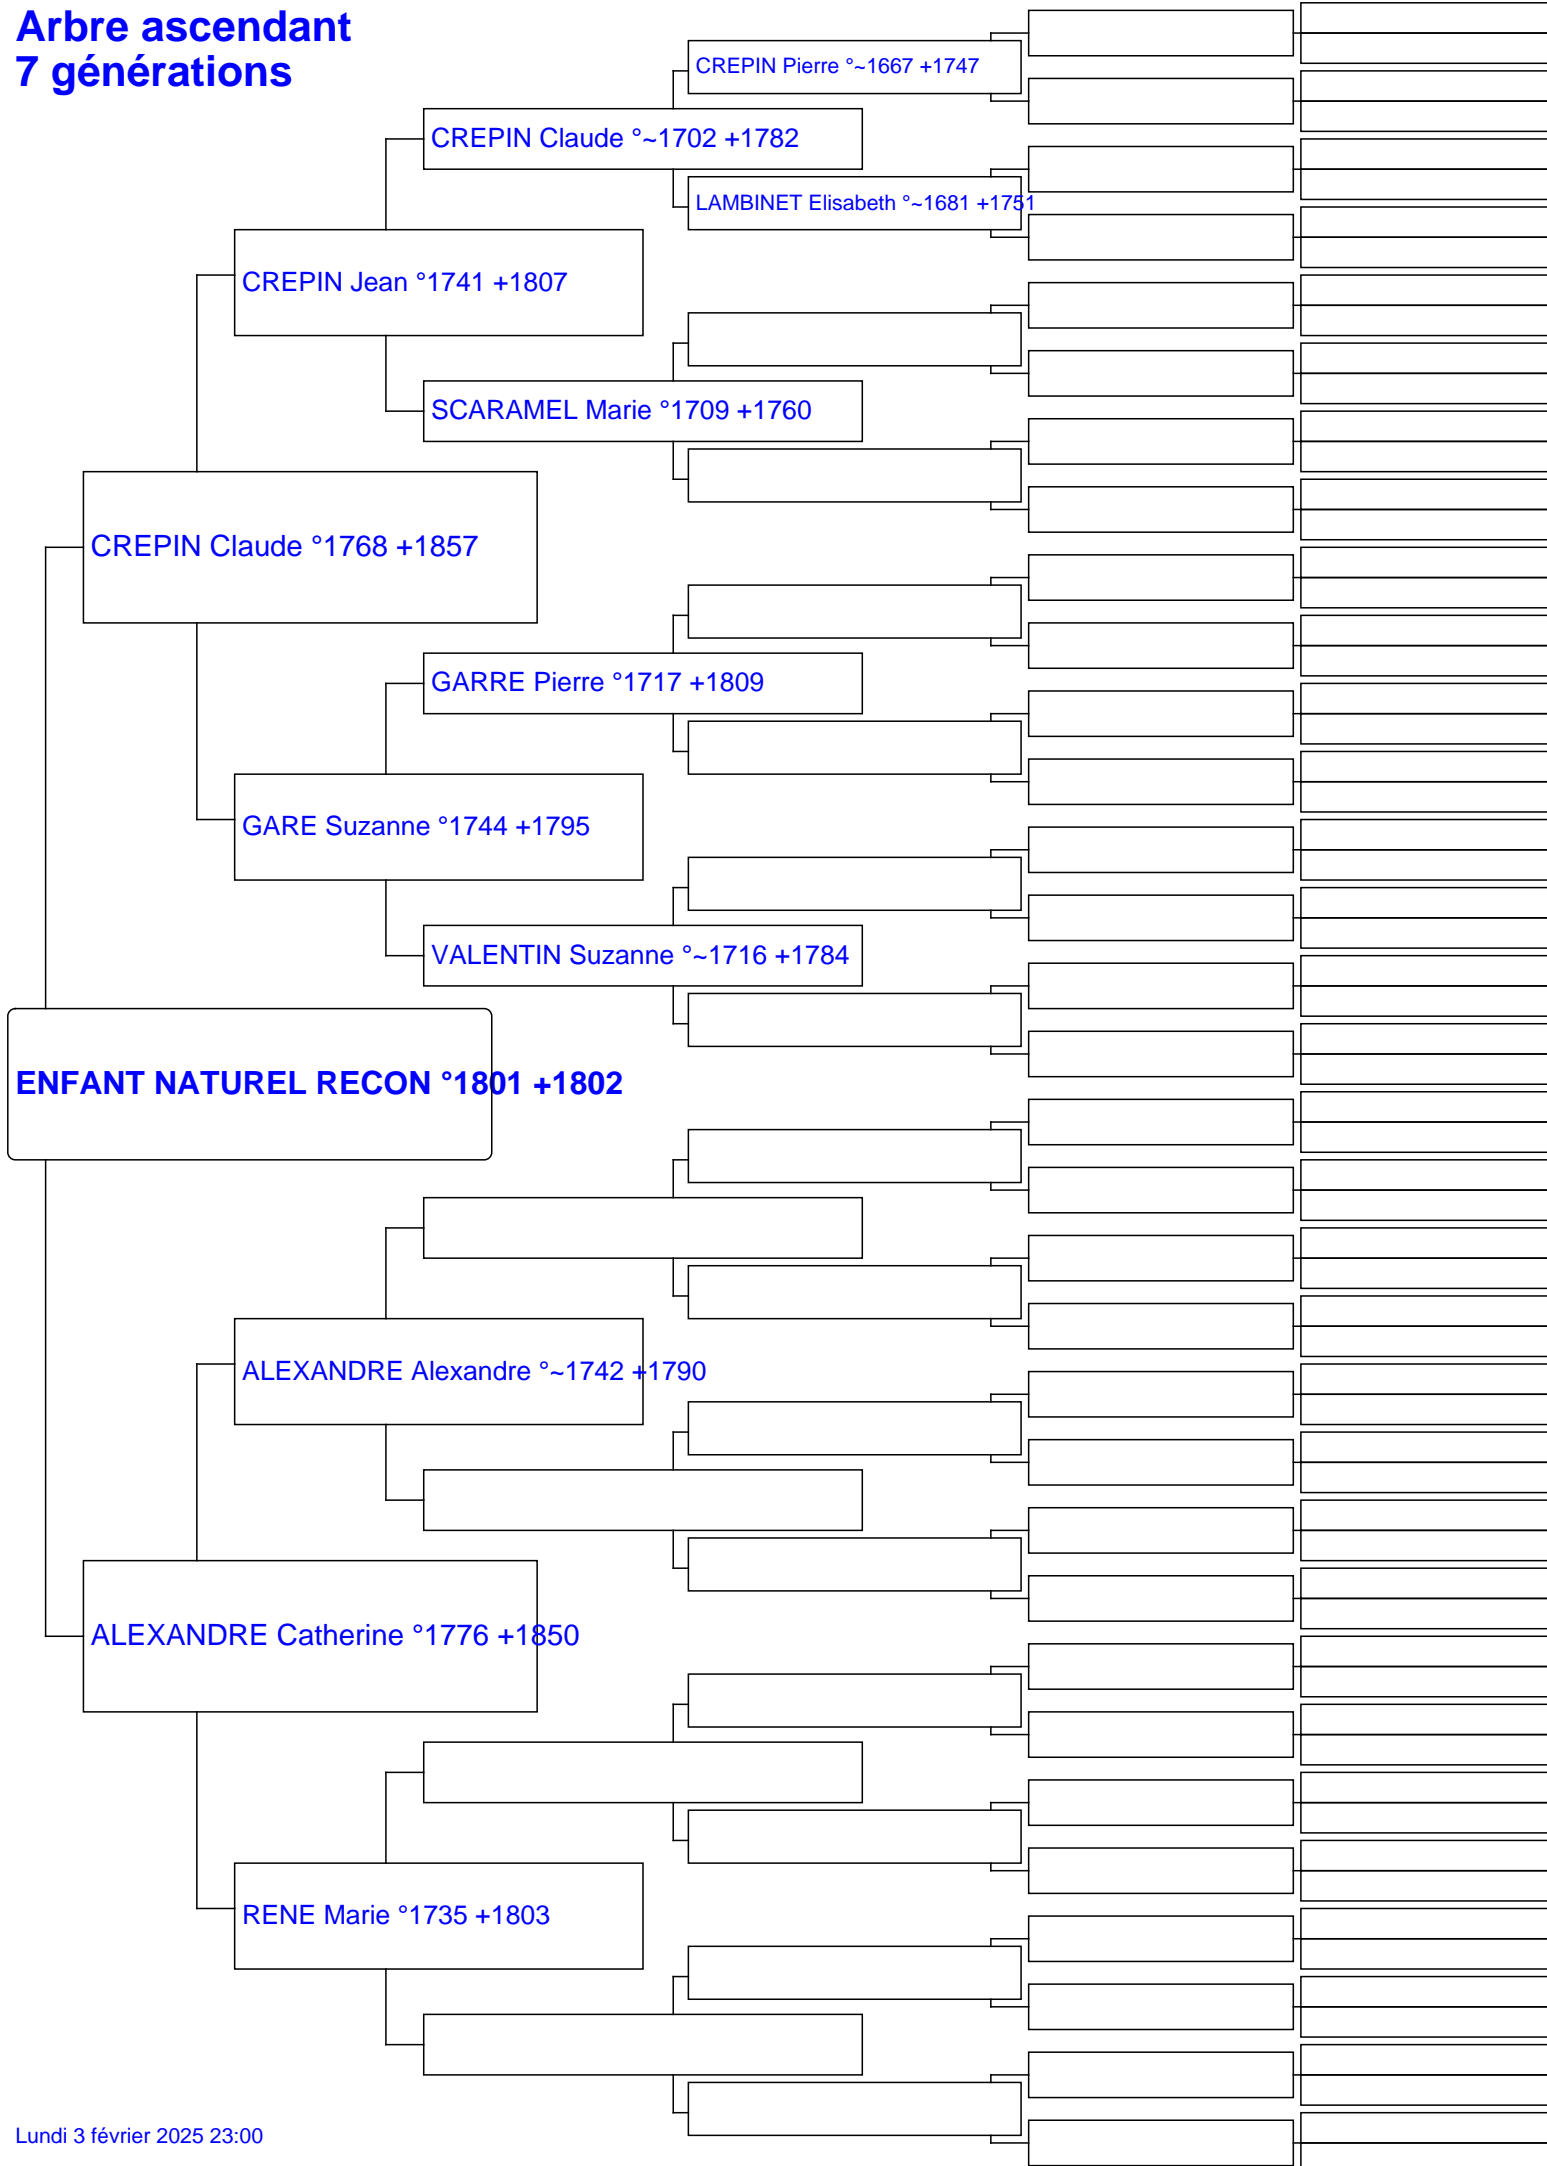 Arbre ascendant
7 générations
CREPIN Pierre °~1667 +1747
CREPIN Claude °~1702 +1782
LAMBINET Elisabeth °~1681 +1751
CREPIN Jean °1741 +1807
SCARAMEL Marie °1709 +1760
CREPIN Claude °1768 +1857
GARRE Pierre °1717 +1809
GARE Suzanne °1744 +1795
VALENTIN Suzanne °~1716 +1784
ENFANT NATUREL RECON °1801 +1802
ALEXANDRE Alexandre °~1742 +1790
ALEXANDRE Catherine °1776 +1850
RENE Marie °1735 +1803
Lundi 3 février 2025 23:00